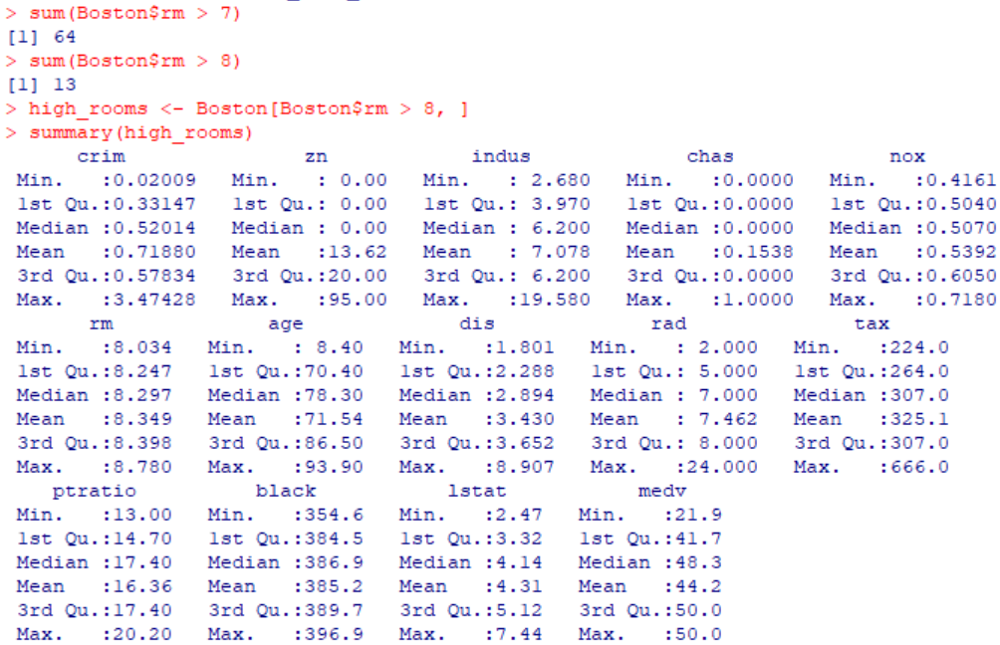 > sum(Boston$rm > 7)
[1] 64
> sum(Boston$rm > 8)
[1] 13
> high_rooms <- Boston[Boston$rm > 8, ]
> summary(high_rooms)
      crim               zn            indus             chas             nox
 Min.   :0.02009   Min.   : 0.00   Min.   : 2.680   Min.   :0.0000   Min.   :0.4161
 1st Qu.:0.33147   1st Qu.: 0.00   1st Qu.: 3.970   1st Qu.:0.0000   1st Qu.:0.5040
 Median :0.52014   Median : 0.00   Median : 6.200   Median :0.0000   Median :0.5070
 Mean   :0.71880   Mean   :13.62   Mean   : 7.078   Mean   :0.1538   Mean   :0.5392
 3rd Qu.:0.57834   3rd Qu.:20.00   3rd Qu.: 6.200   3rd Qu.:0.0000   3rd Qu.:0.6050
 Max.   :3.47428   Max.   :95.00   Max.   :19.580   Max.   :1.0000   Max.   :0.7180
       rm             age             dis             rad              tax
 Min.   :8.034   Min.   : 8.40   Min.   :1.801   Min.   : 2.000   Min.   :224.0
 1st Qu.:8.247   1st Qu.:70.40   1st Qu.:2.288   1st Qu.: 5.000   1st Qu.:264.0
 Median :8.297   Median :78.30   Median :2.894   Median : 7.000   Median :307.0
 Mean   :8.349   Mean   :71.54   Mean   :3.430   Mean   : 7.462   Mean   :325.1
 3rd Qu.:8.398   3rd Qu.:86.50   3rd Qu.:3.652   3rd Qu.: 8.000   3rd Qu.:307.0
 Max.   :8.780   Max.   :93.90   Max.   :8.907   Max.   :24.000   Max.   :666.0
    ptratio          black           lstat           medv
 Min.   :13.00   Min.   :354.6   Min.   :2.47   Min.   :21.9
 1st Qu.:14.70   1st Qu.:384.5   1st Qu.:3.32   1st Qu.:41.7
 Median :17.40   Median :386.9   Median :4.14   Median :48.3
 Mean   :16.36   Mean   :385.2   Mean   :4.31   Mean   :44.2
 3rd Qu.:17.40   3rd Qu.:389.7   3rd Qu.:5.12   3rd Qu.:50.0
 Max.   :20.20   Max.   :396.9   Max.   :7.44   Max.   :50.0